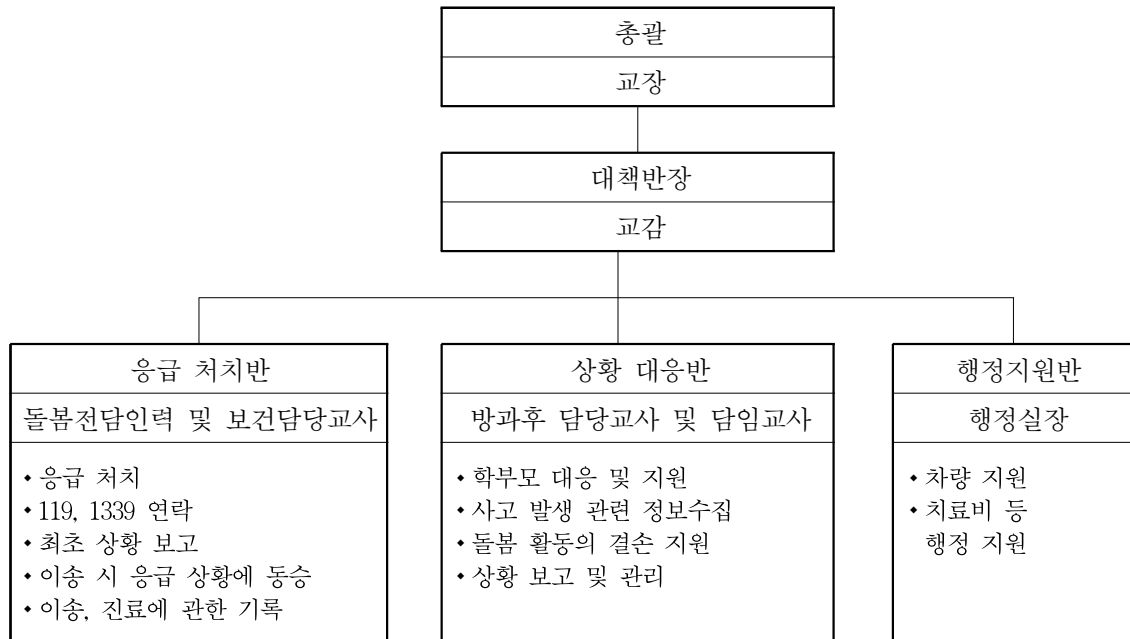 총괄
교장
대책반장
교감
응급 처치반
돌봄전담인력 및 보건담당교사
• 응급 처치
• 119, 1339 연락
• 최초 상황 보고
• 이송 시 응급 상황에 동승
• 이송, 진료에 관한 기록
상황 대응반
방과후 담당교사 및 담임교사
• 학부모 대응 및 지원
• 사고 발생 관련 정보수집
• 돌봄 활동의 결손 지원
• 상황 보고 및 관리
행정지원반
행정실장
• 차량 지원
• 치료비 등
행정 지원